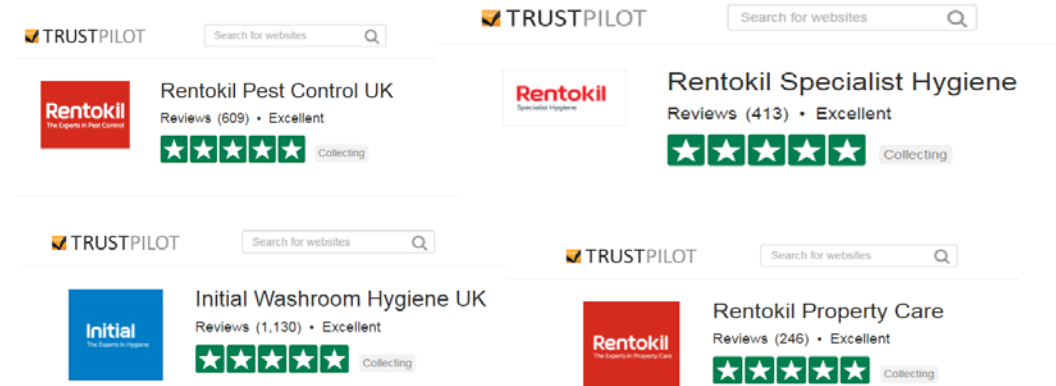 TRUSTPILOT
Search for websites
Rentokil
The Experts in Pest Control
Rentokil Pest Control UK
Reviews (609) • Excellent
Collecting
TRUSTPILOT
Search for websites
Rentokil
Specialist Hygiene
Rentokil Specialist Hygiene
Reviews (413) • Excellent
Collecting
TRUSTPILOT
Search for websites
Initial
The Experts in Hygiene
Initial Washroom Hygiene UK
Reviews (1,130) • Excellent
Collecting
TRUSTPILOT
Search for websites
Rentokil
The Experts in Property Care
Rentokil Property Care
Reviews (246) • Excellent
Collecting